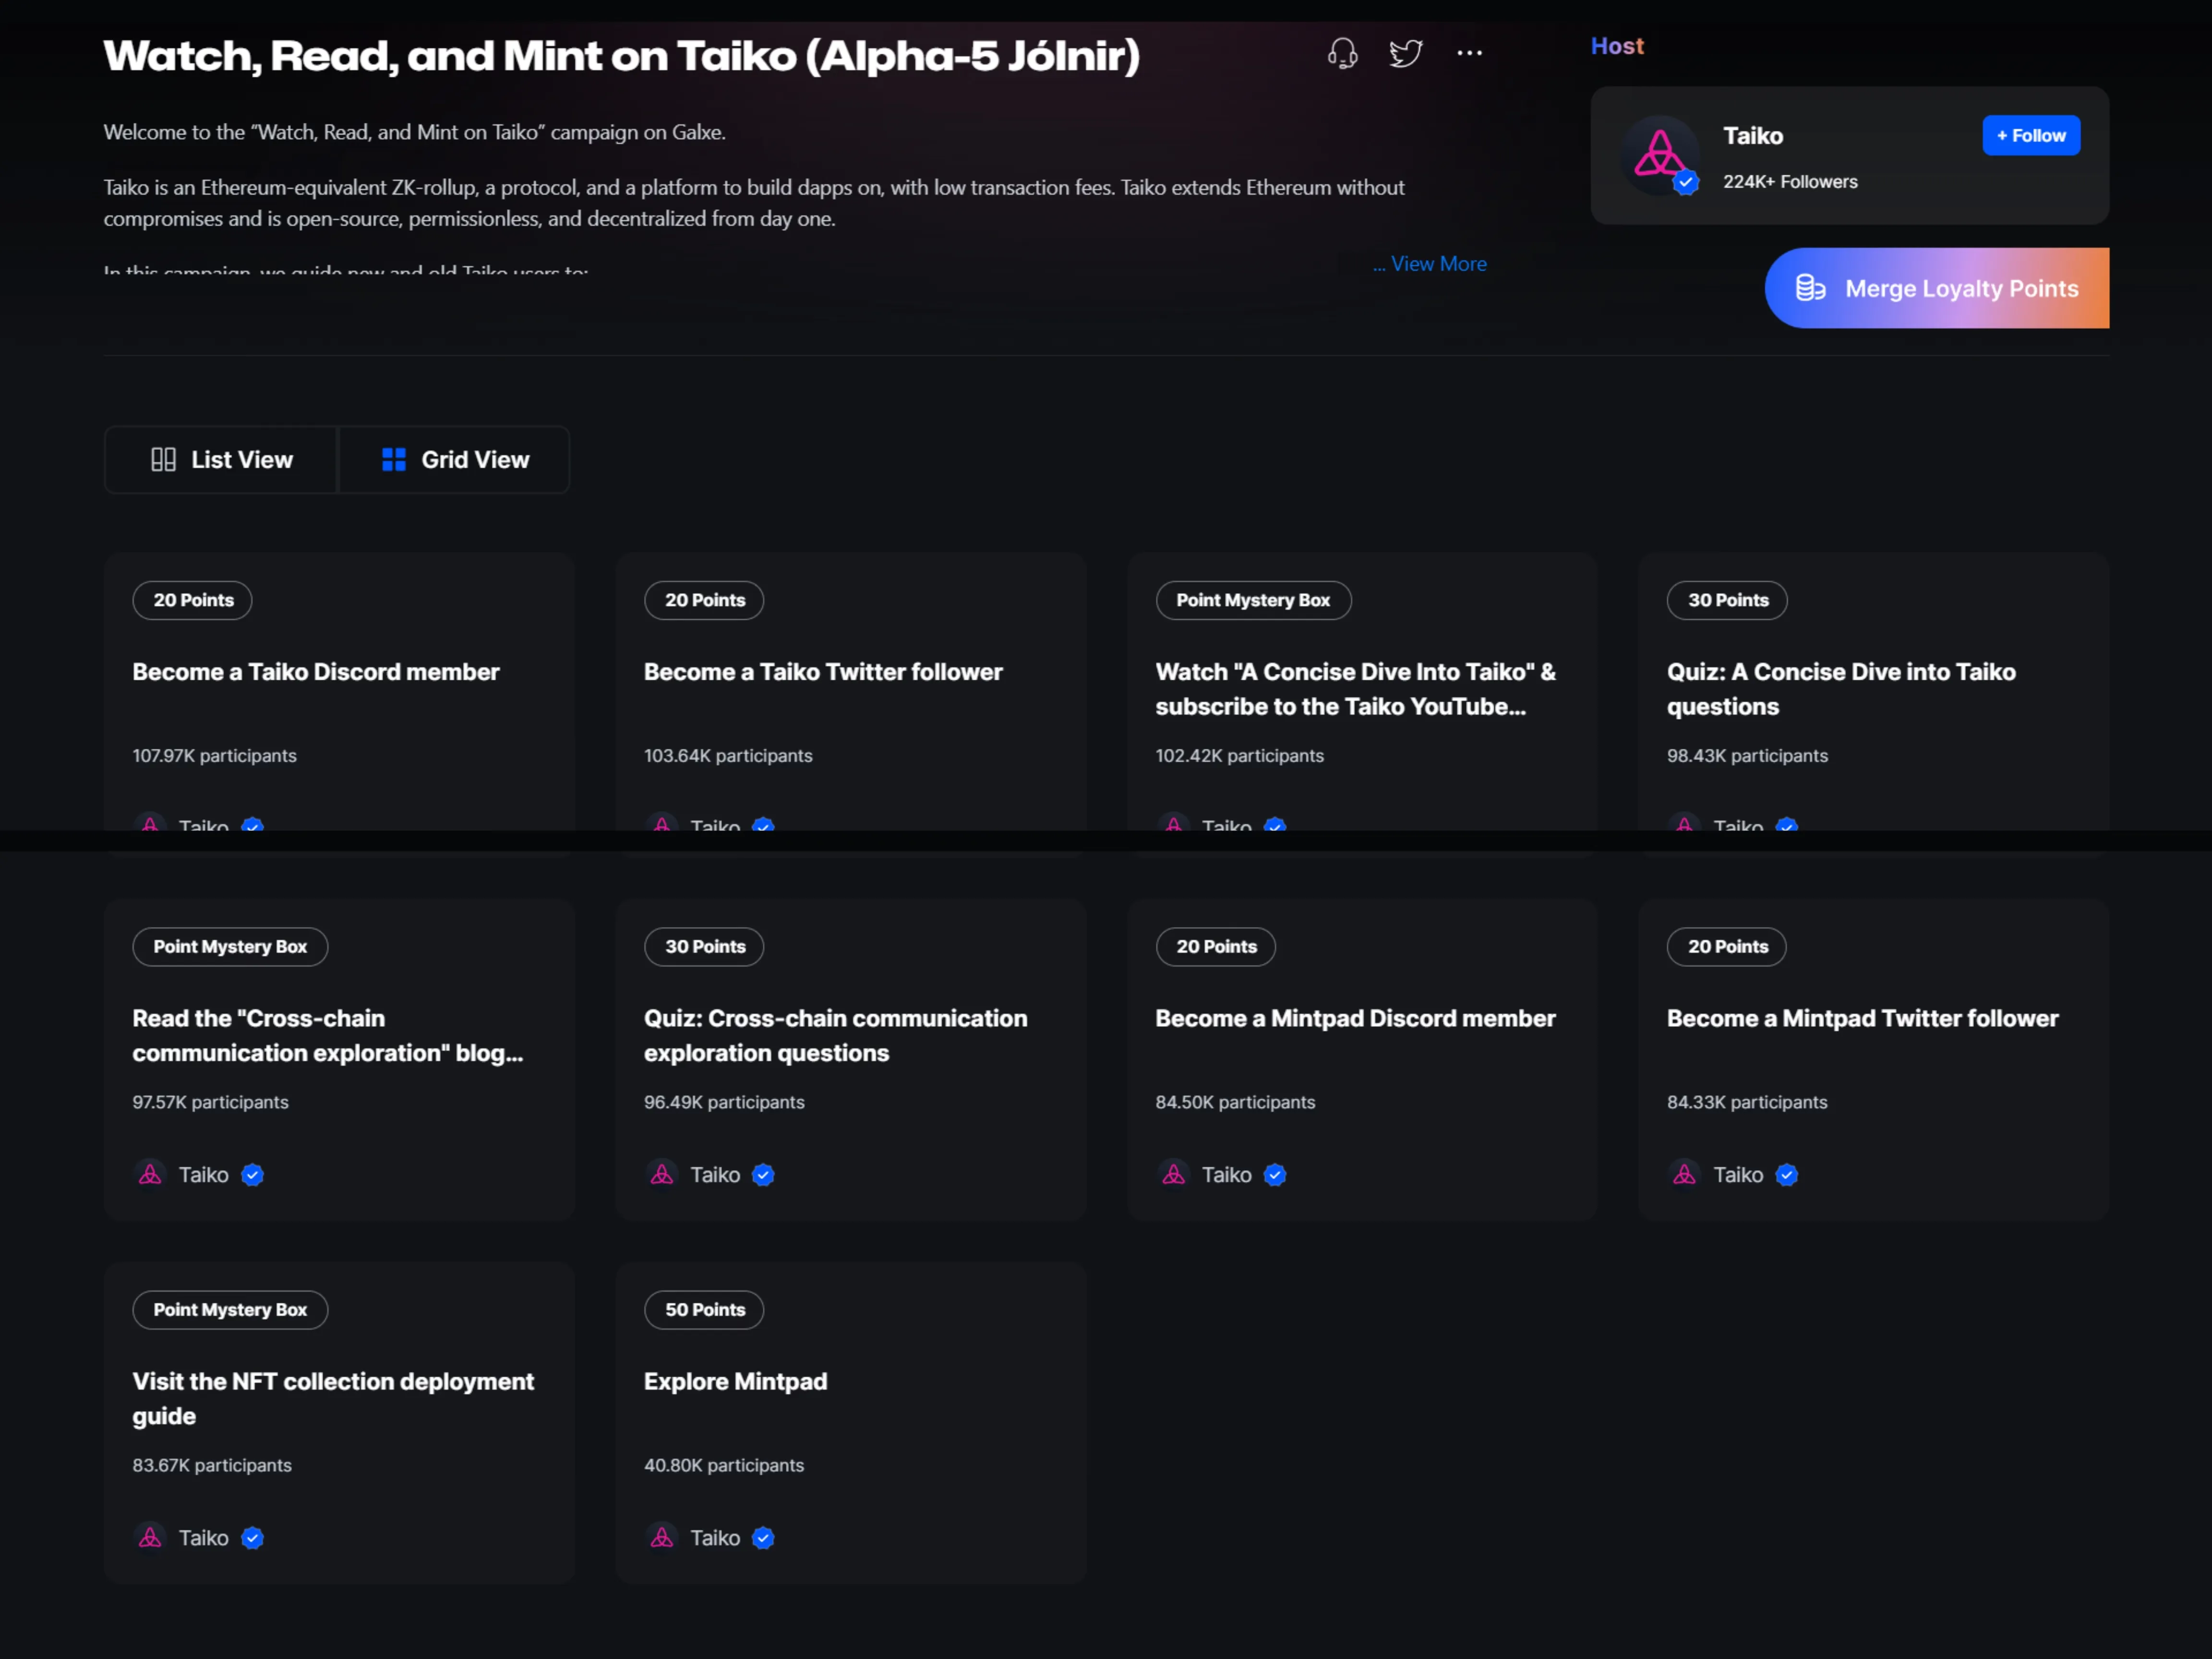 Watch, Read, and Mint on Taiko (Alpha-5 Jólnir)
Host
Welcome to the “Watch, Read, and Mint on Taiko” campaign on Galxe.
Taiko is an Ethereum-equivalent ZK-rollup, a protocol, and a platform to build dapps on, with low transaction fees. Taiko extends Ethereum without
compromises and is open-source, permissionless, and decentralized from day one.
In this campaign, we guide new and old Taiko users to:
... View More
Taiko
+ Follow
224K+ Followers
Merge Loyalty Points
List View
Grid View
20 Points
Become a Taiko Discord member
107.97K participants
Taiko
20 Points
Become a Taiko Twitter follower
103.64K participants
Taiko
Point Mystery Box
Watch "A Concise Dive Into Taiko" &
subscribe to the Taiko YouTube...
102.42K participants
Taiko
30 Points
Quiz: A Concise Dive into Taiko
questions
98.43K participants
Taiko
Point Mystery Box
Read the "Cross-chain
communication exploration" blog...
97.57K participants
Taiko
30 Points
Quiz: Cross-chain communication
exploration questions
96.49K participants
Taiko
20 Points
Become a Mintpad Discord member
84.50K participants
Taiko
20 Points
Become a Mintpad Twitter follower
84.33K participants
Taiko
Point Mystery Box
Visit the NFT collection deployment
guide
83.67K participants
Taiko
50 Points
Explore Mintpad
40.80K participants
Taiko